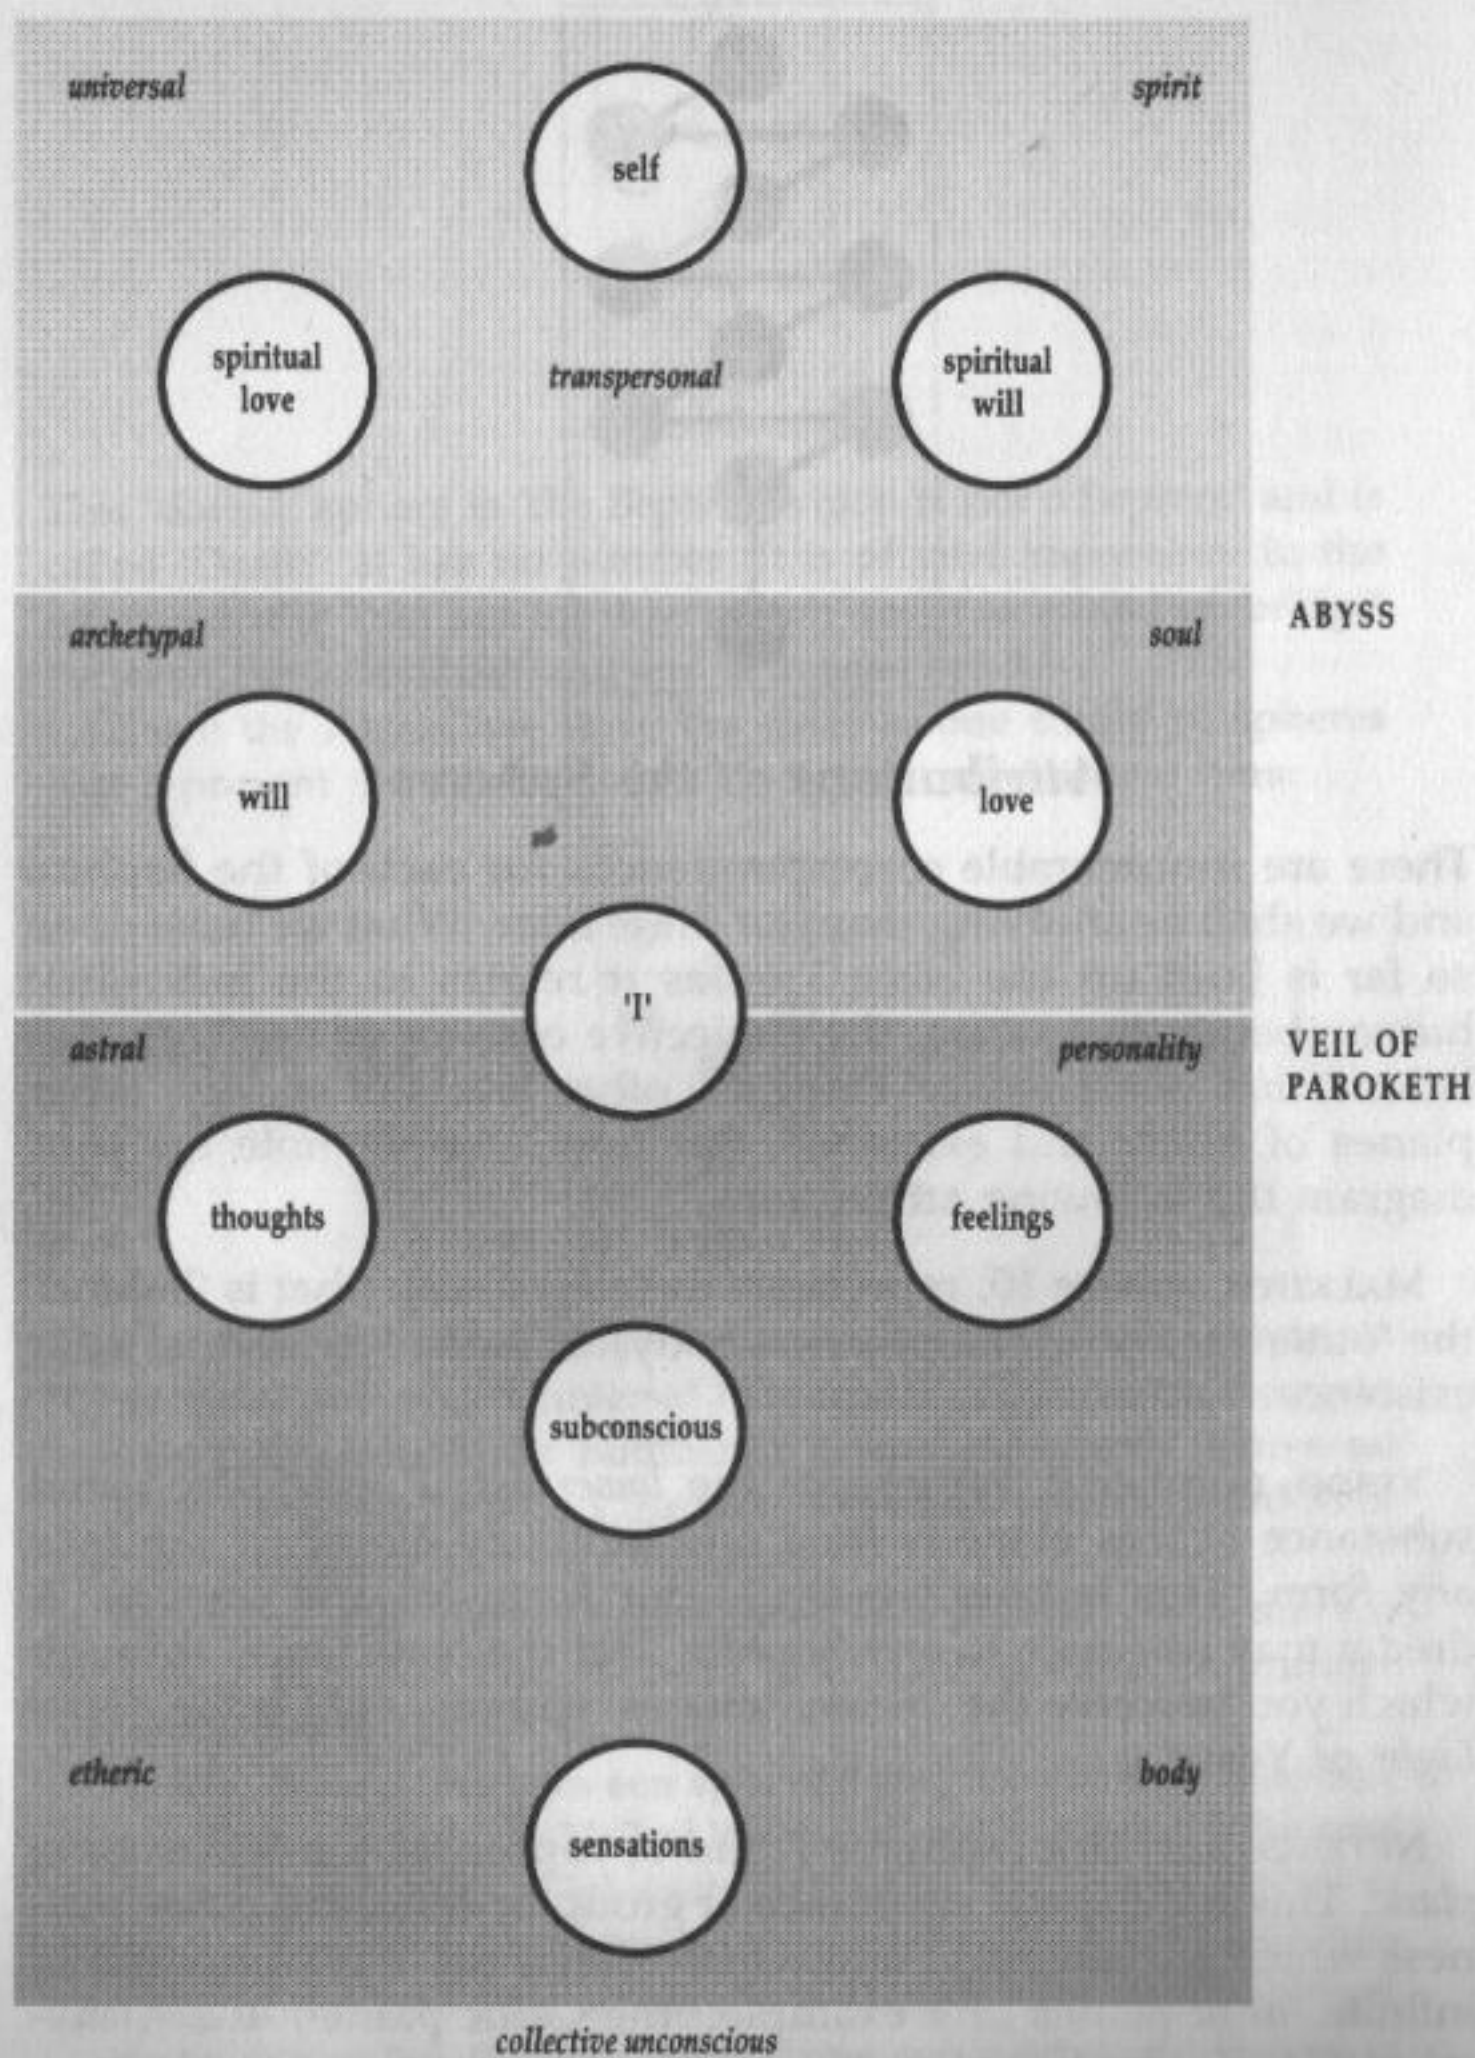 universal
spirit
self
spiritual
love
transpersonal
spiritual
will
archetypal
soul
ABYSS
will
love
'I'
astral
personality
VEIL OF
PAROKETH
thoughts
feelings
subconscious
etheric
body
sensations
collective unconscious